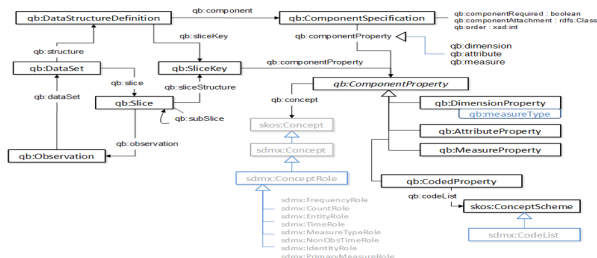 qb:DataStructureDefinition
qb:component
qb:ComponentSpecification
qb:componentRequired : boolean
qb:componentAttachment : rdfs:Class
qb:order : xsd:int
qb:sliceKey
qb:componentProperty
qb:dimension
qb:attribute
qb:measure
qb:structure
qb:DataSet
qb:slice
qb:SliceKey
qb:componentProperty
qb:ComponentProperty
qb:dataSet
qb:sliceStructure
qb:Slice
qb:subSlice
qb:concept
qb:DimensionProperty
qb:measureType
skos:Concept
qb:AttributeProperty
qb:observation
qb:Observation
sdmx:Concept
qb:MeasureProperty
sdmx:ConceptRole
qb:CodedProperty
qb:codeList
skos:ConceptScheme
sdmx:CodeList
sdmx:FrequencyRole
sdmx:CountRole
sdmx:EntityRole
sdmx:TimeRole
sdmx:MeasureTypeRole
sdmx:NonObsTimeRole
sdmx:IdentityRole
sdmx:PrimaryMeasureRole